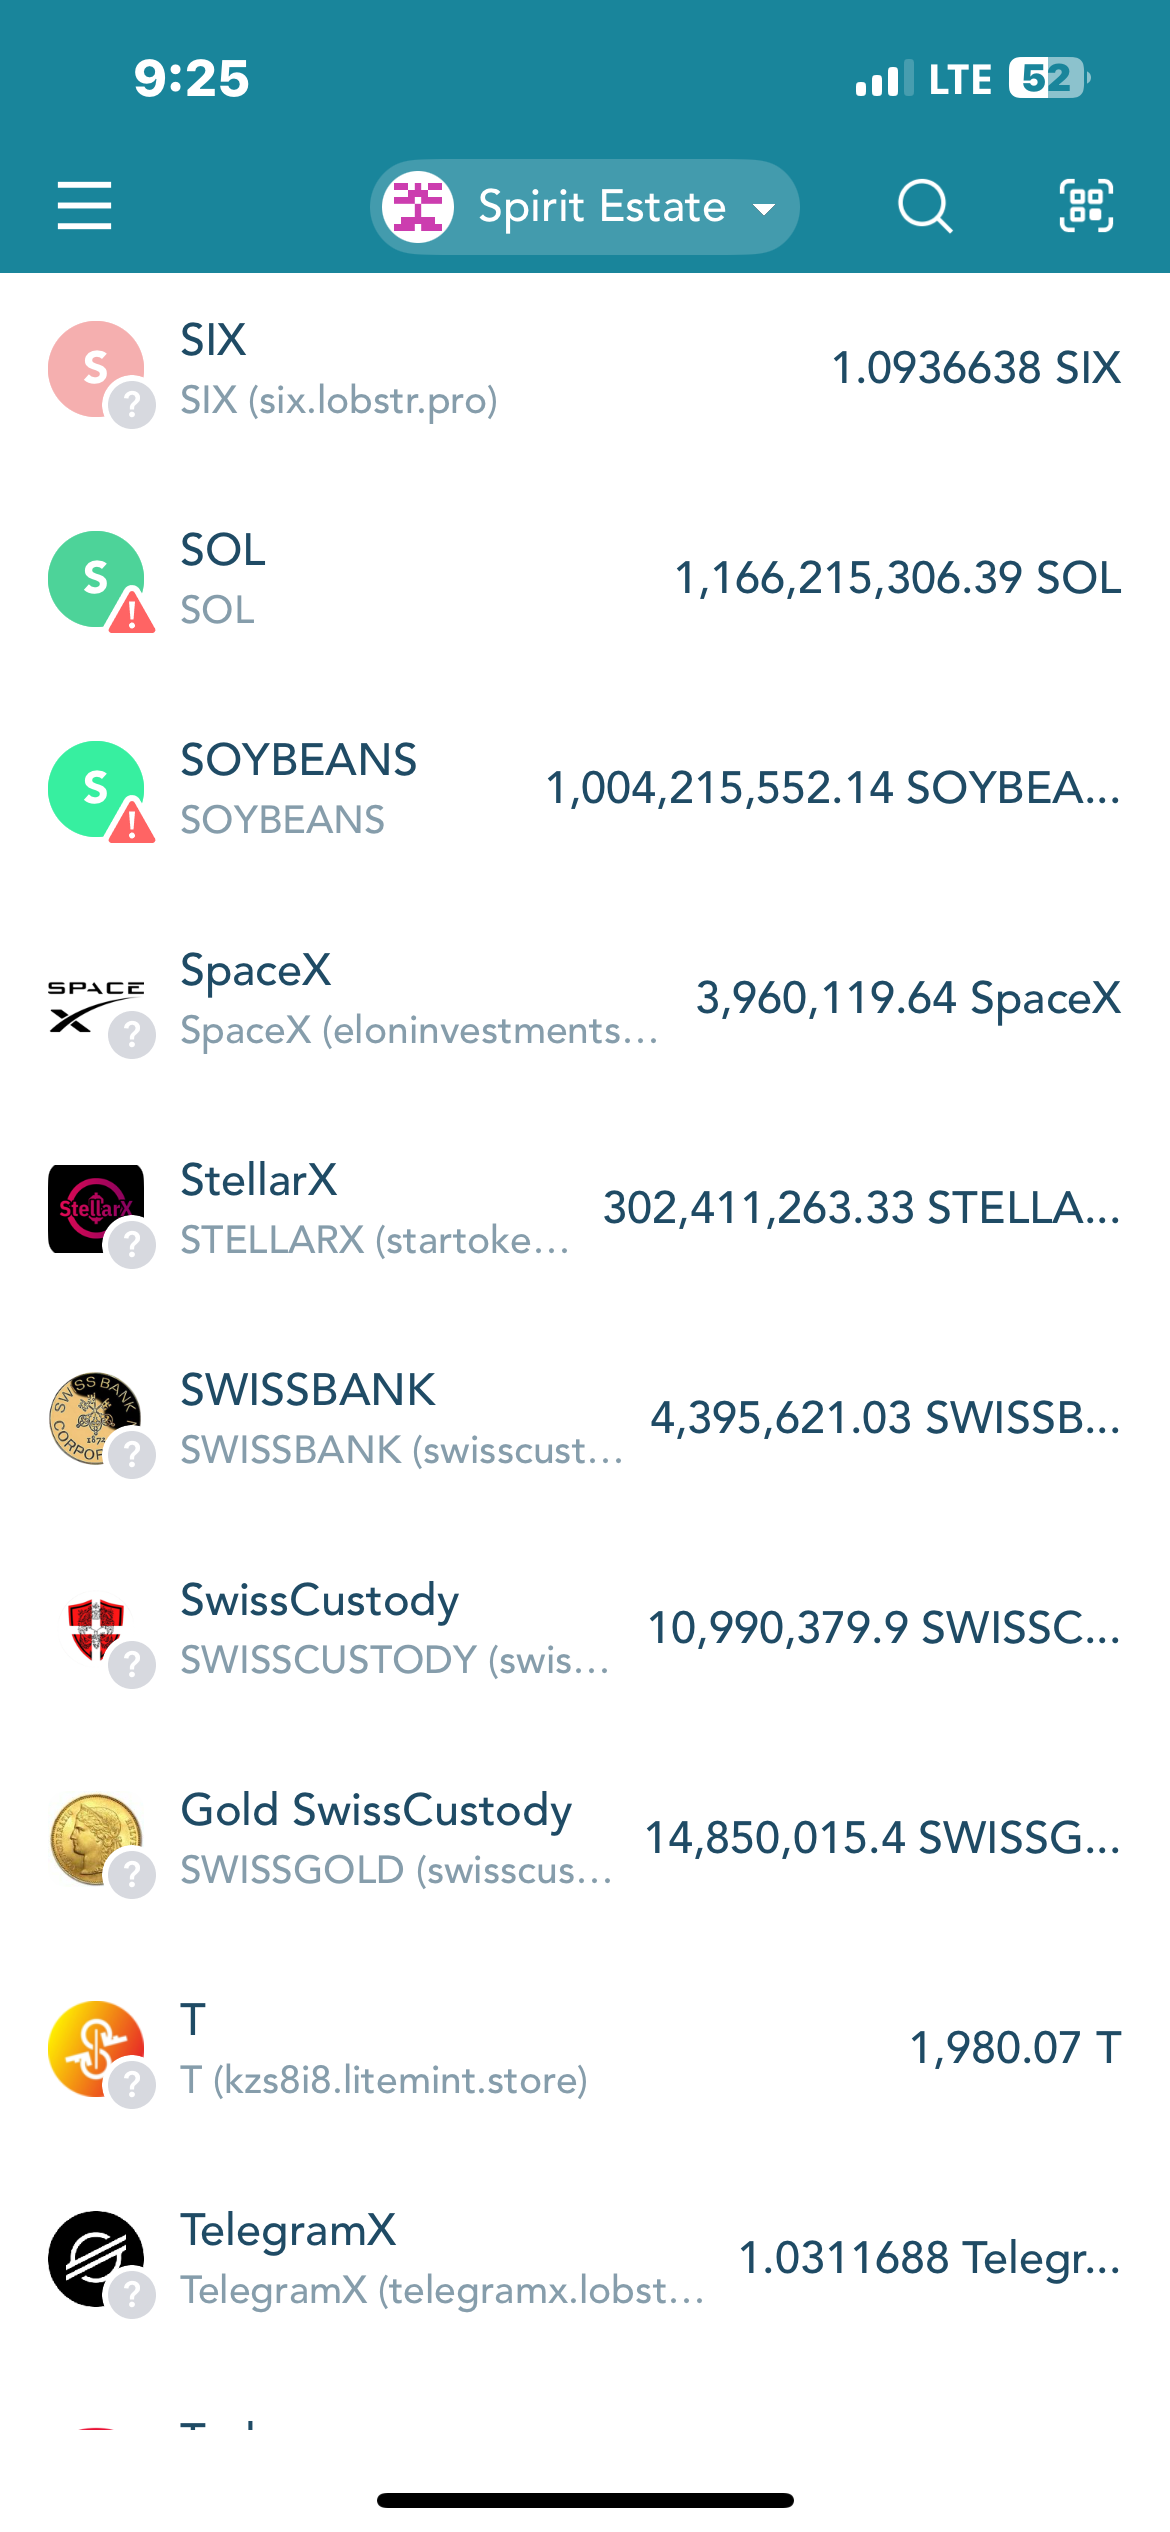 9:25
LTE 52
Spirit Estate
S
SIX
1.0936638 SIX
?
SIX (six.lobstr.pro)
S
SOL
1,166,215,306.39 SOL
!
SOL
S
SOYBEANS
1,004,215,552.14 SOYBEA...
!
SOYBEANS
SPACE X
SpaceX
3,960,119.64 SpaceX
?
SpaceX (eloninvestments...
StellarX
StellarX
302,411,263.33 STELLA...
?
STELLARX (startoke...
SWISS BANK
1872
SWISSBANK
4,395,621.03 SWISSB...
?
SWISSBANK (swisscust...
SwissCustody
10,990,379.9 SWISSC...
?
SWISSCUSTODY (swis...
Gold SwissCustody
14,850,015.4 SWISSG...
?
SWISSGOLD (swisscus...
T
1,980.07 T
?
T (kzs8i8.litemint.store)
TelegramX
1.0311688 Telegr...
?
TelegramX (telegramx.lobst...